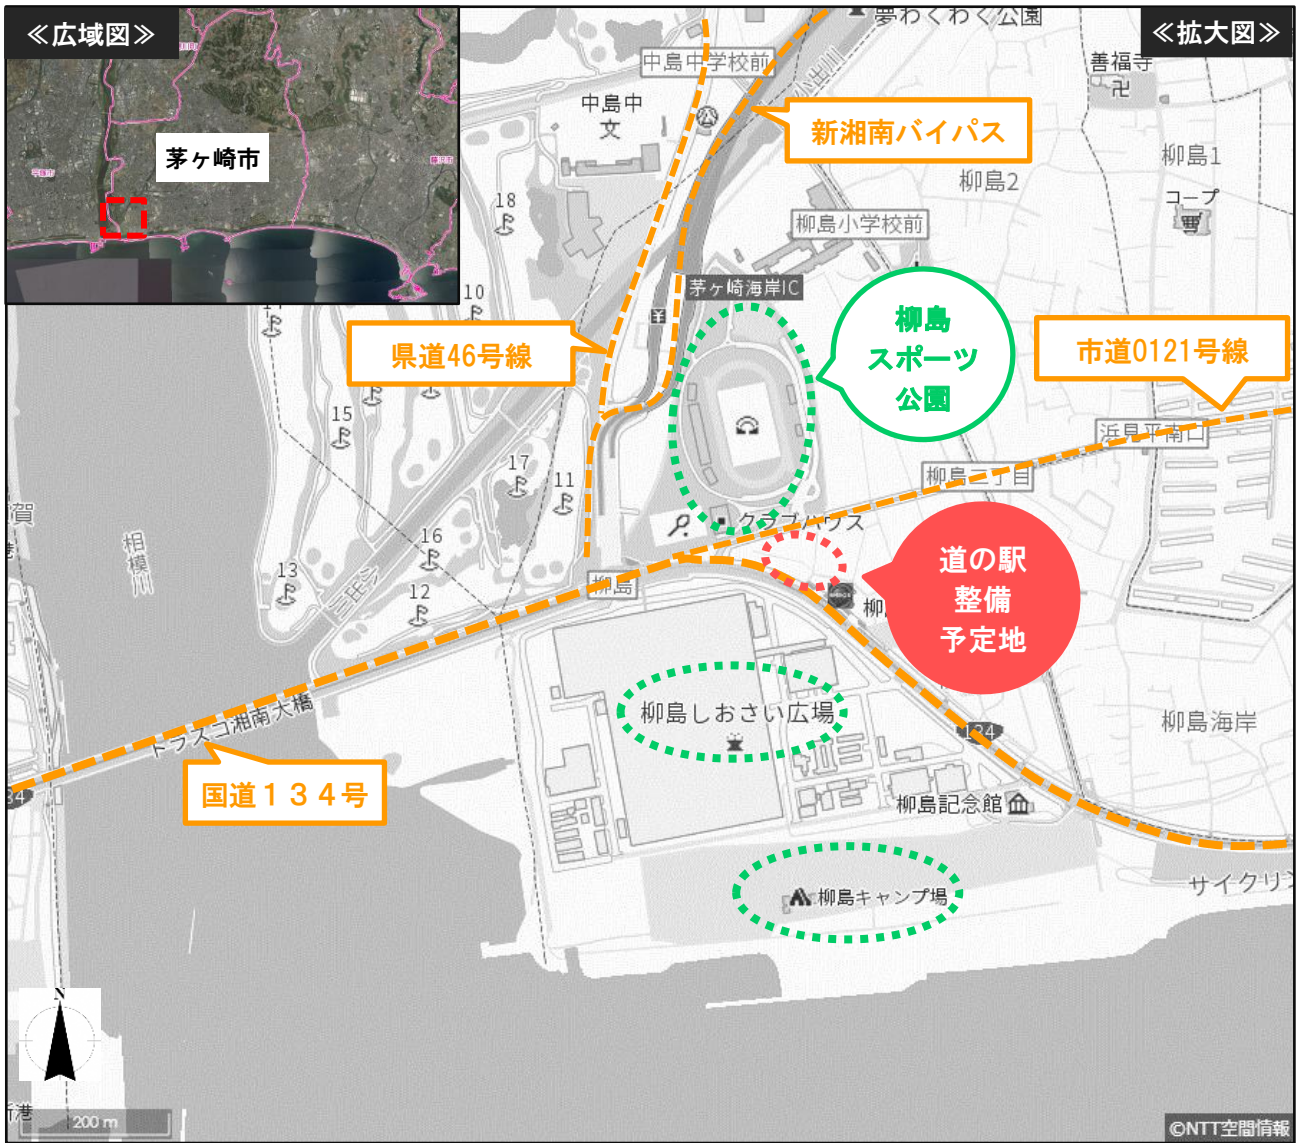 ≪広域図≫
茅ヶ崎市
≪拡大図≫
夢わくわく公園
中島中学校前
善福寺
中島中
文
小出川
新湘南バイパス
柳島1
柳島2
コープ
18
柳島小学校前
茅ヶ崎海岸IC
10
柳島
スポーツ
公園
県道46号線
市道0121号線
15
浜見平南口
17
11
柳島二丁目
クラブハウス
賀
相模川
16
道の駅
整備
予定地
13
12
柳島
柳島しおさい広場
トラスコ湘南大橋
134
柳島海岸
国道134号
柳島記念館
柳島キャンプ場
サイクリン
N
200 m
©NTT空間情報